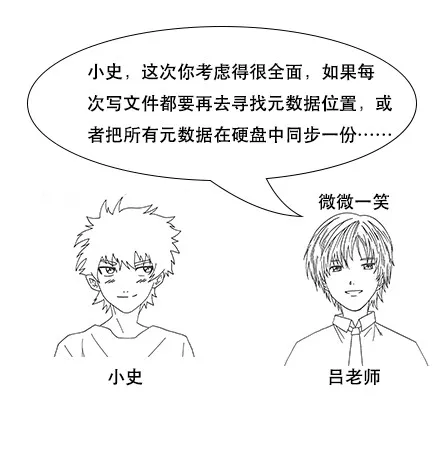 小史，这次你考虑得很全面，如果每
次写文件都要再去寻找元数据位置，或
者把所有元数据在硬盘中同步一份……
微微一笑
小史
吕老师